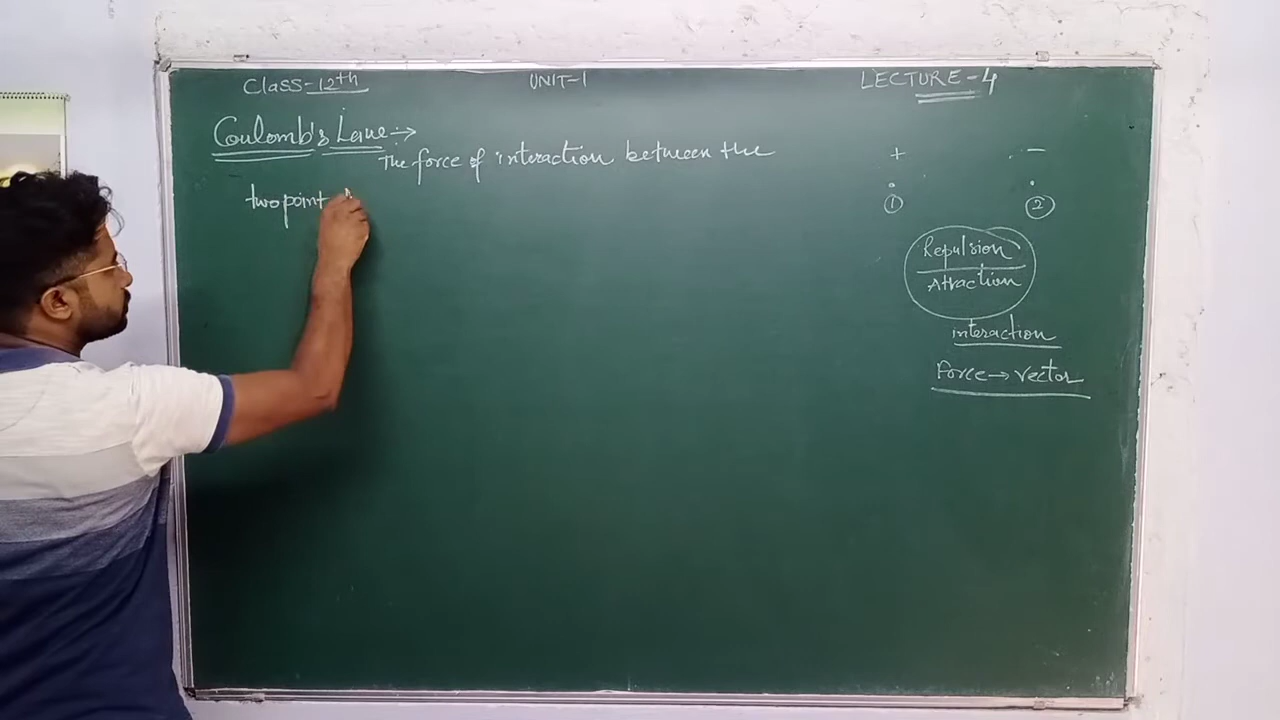 Class-12th
UNIT-1
LECTURE-4
Coulomb's Law :→
The force of interaction between the
two point
+ -
① ②
Repulsion
Attraction
interaction
Force → Vector